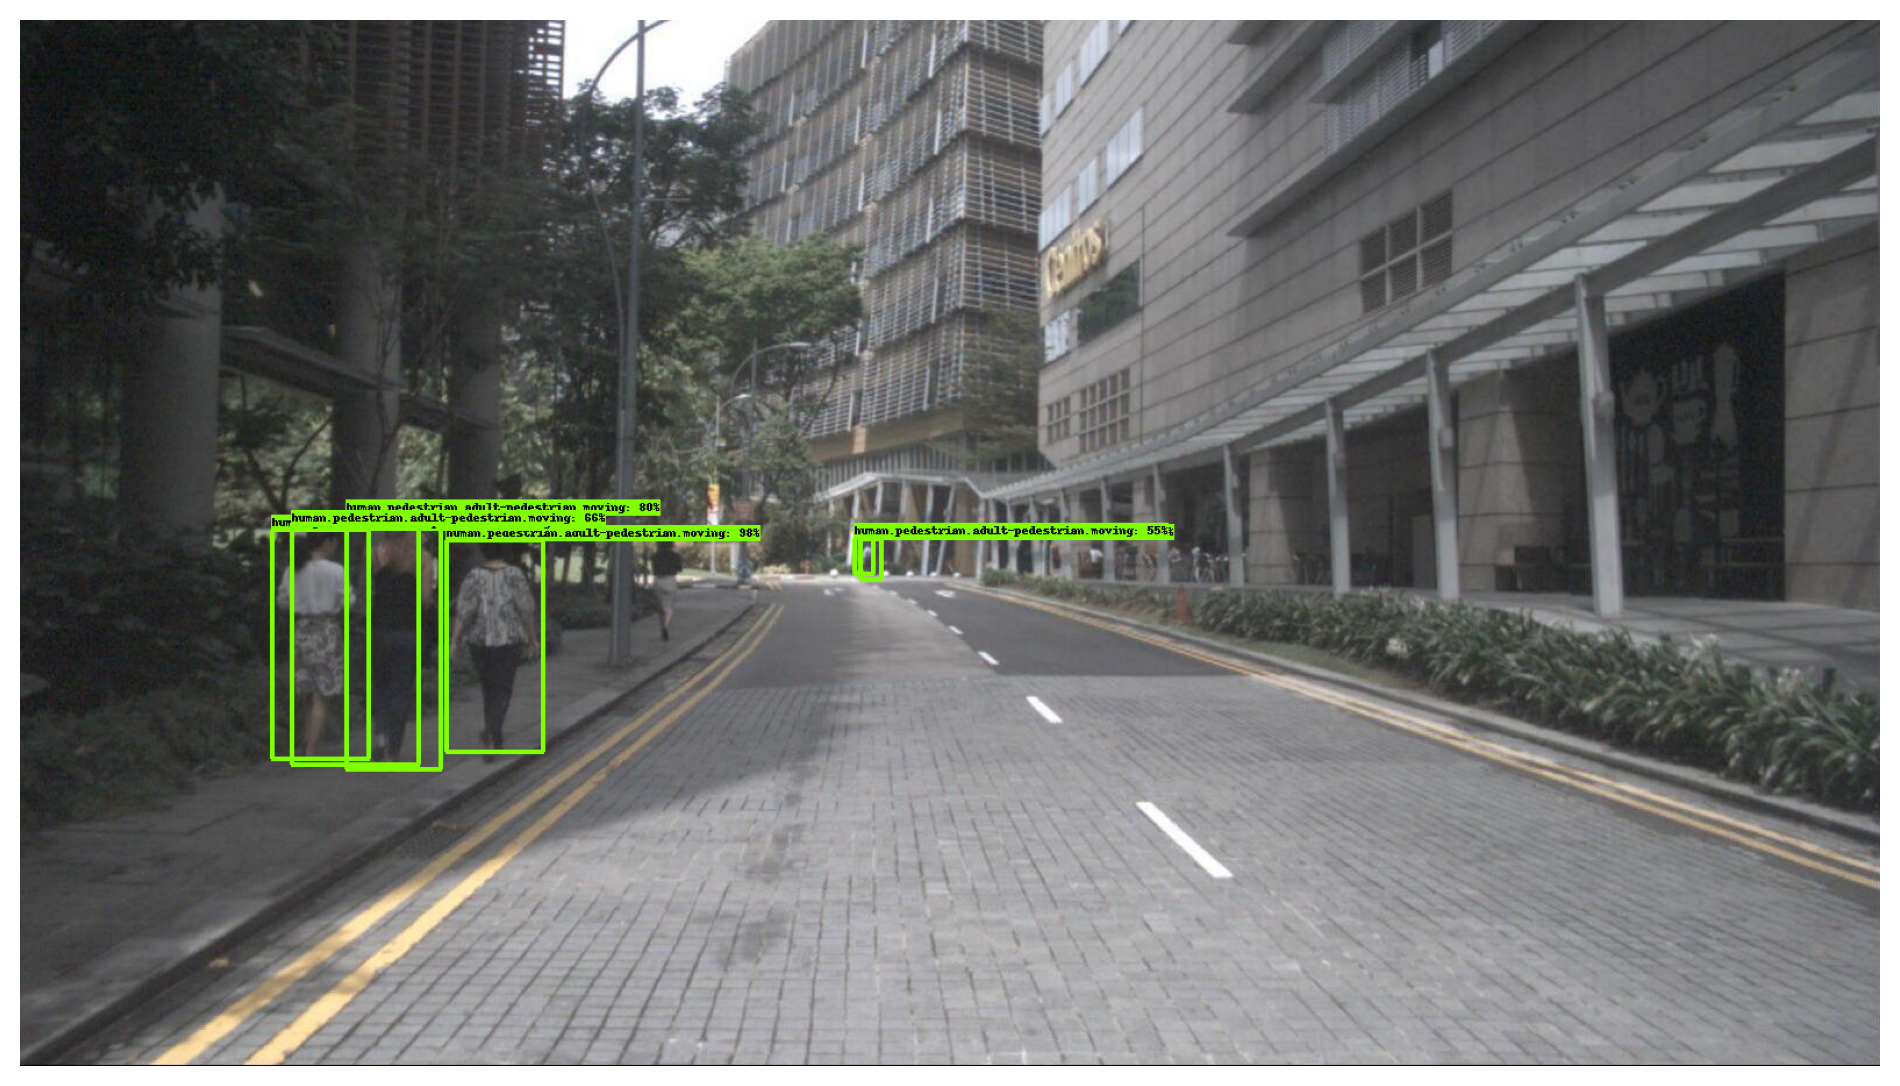 Centros
human.pedestrian.adult-pedestrian.moving: 80%
hum
human.pedestrian.adult-pedestrian.moving: 66%
human.pedestrian.adult-pedestrian.moving: 98%
human.pedestrian.adult-pedestrian.moving: 55%